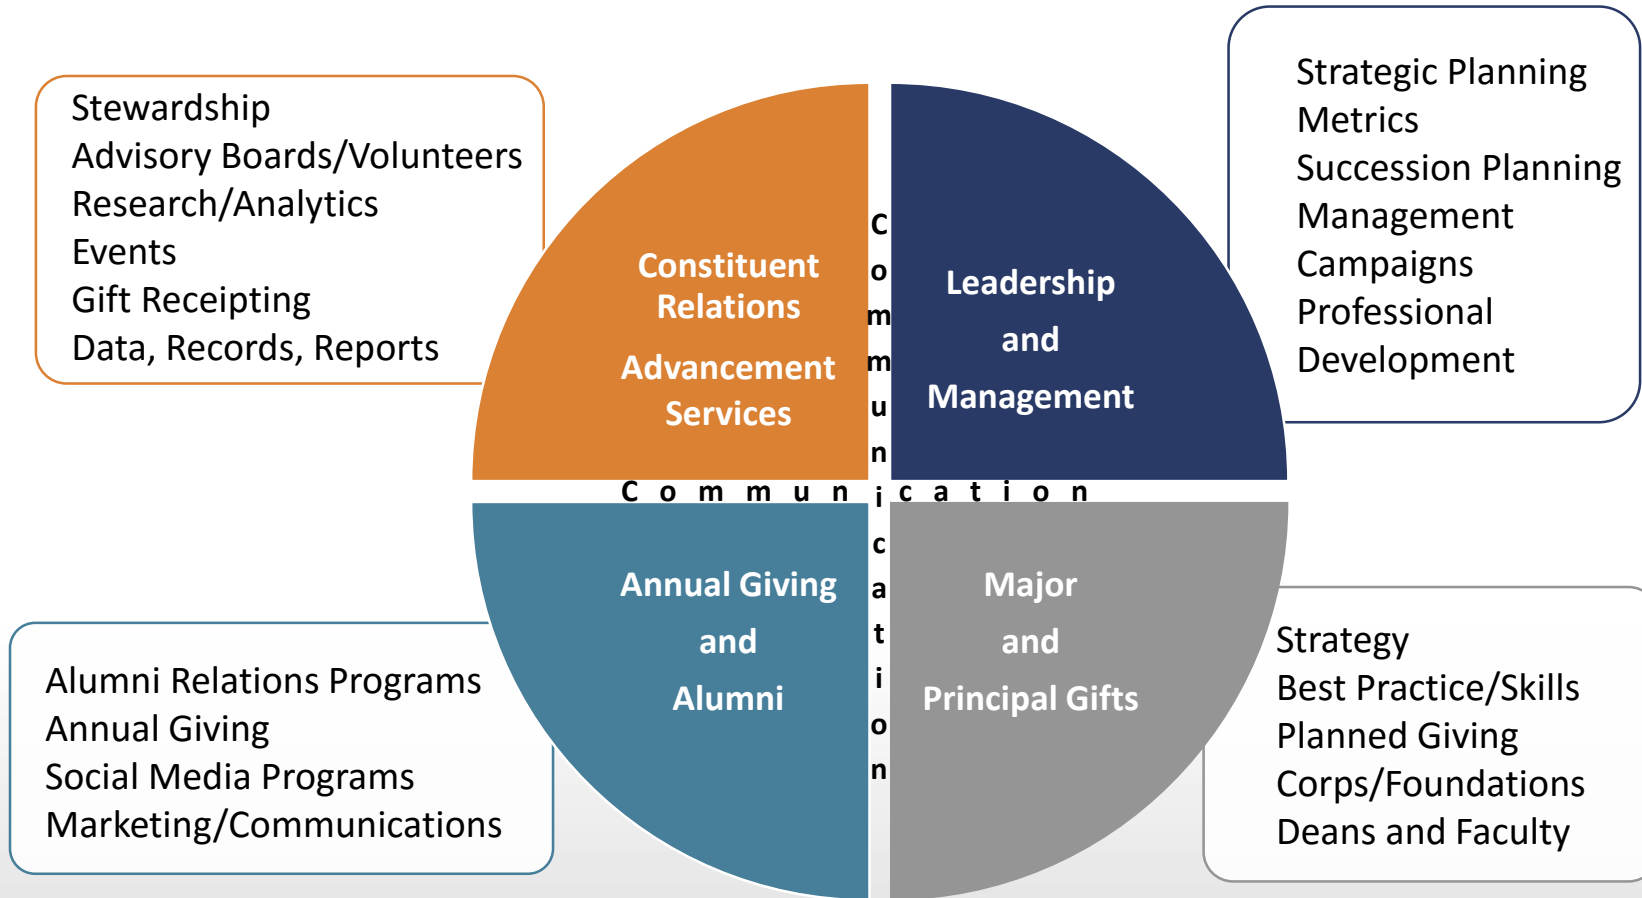 Stewardship
Advisory Boards/Volunteers
Research/Analytics
Events
Gift Receipting
Data, Records, Reports
Constituent
Relations
Advancement
Services
Leadership
and
Management
Strategic Planning
Metrics
Succession Planning
Management
Campaigns
Professional
Development
Communication
Communication
Alumni Relations Programs
Annual Giving
Social Media Programs
Marketing/Communications
Annual Giving
and
Alumni
Major
and
Principal Gifts
Strategy
Best Practice/Skills
Planned Giving
Corps/Foundations
Deans and Faculty